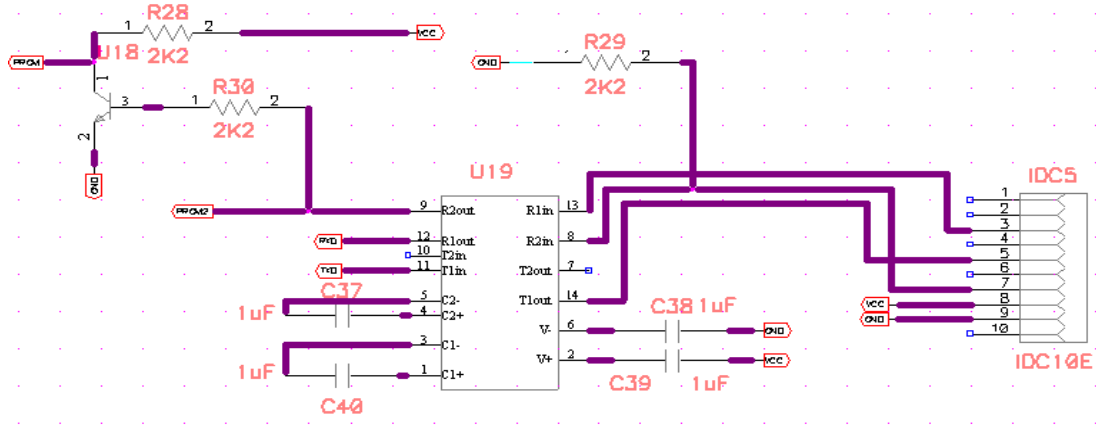 R28
1 2
2K2
VCC
PRGM1
U18
1
R29
GND
2
2K2
R30
3 1 2
2K2
2
GND
U19
IDC5
PRGM2
9 R2out R1in 13
RXD
12 R1out R2in 8
10 T2in
TXD
11 T1in T2out 7
C37
1uF
5 C2- T1out 14
4 C2+
C38
1uF
V- 6
GND
3 C1-
1uF
1 C1+
V+ 2
VCC
C39
1uF
C40
1
2
3
4
5
6
7
VCC
8
GND
9
10
IDC10E